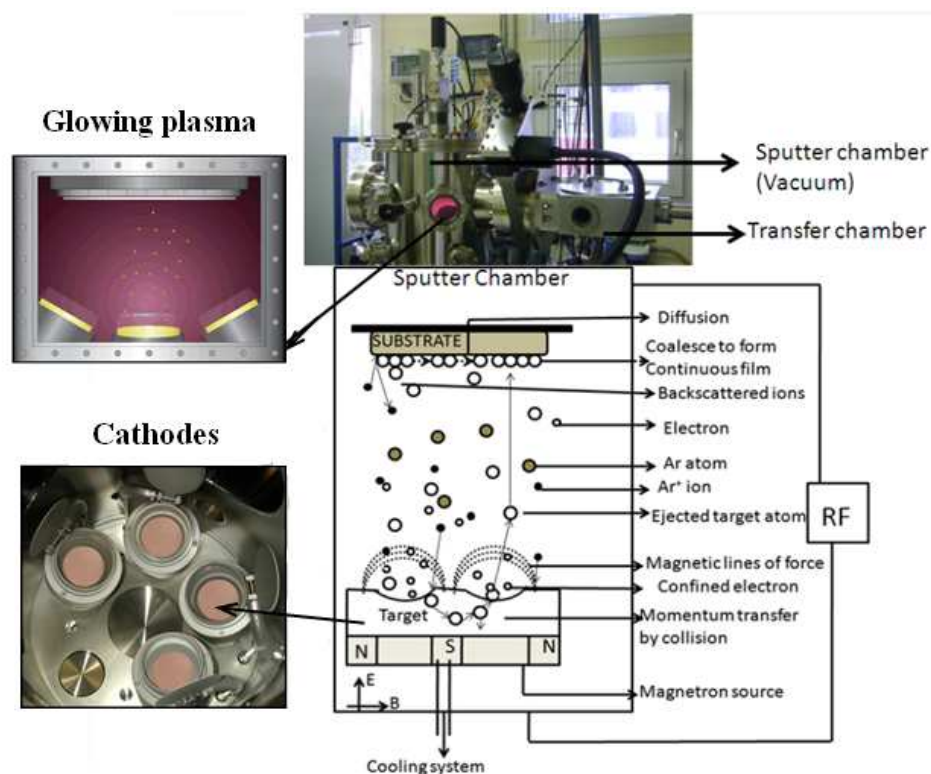 Glowing plasma
Sputter chamber
(Vacuum)
Transfer chamber
Sputter Chamber
SUBSTRATE
Diffusion
Coalesce to form
Continuous film
Backscattered ions
Cathodes
Electron
Ar atom
Ar⁺ ion
Ejected target atom
RF
Magnetic lines of force
Confined electron
Target
Momentum transfer
by collision
N
S
N
E
B
Magnetron source
Cooling system